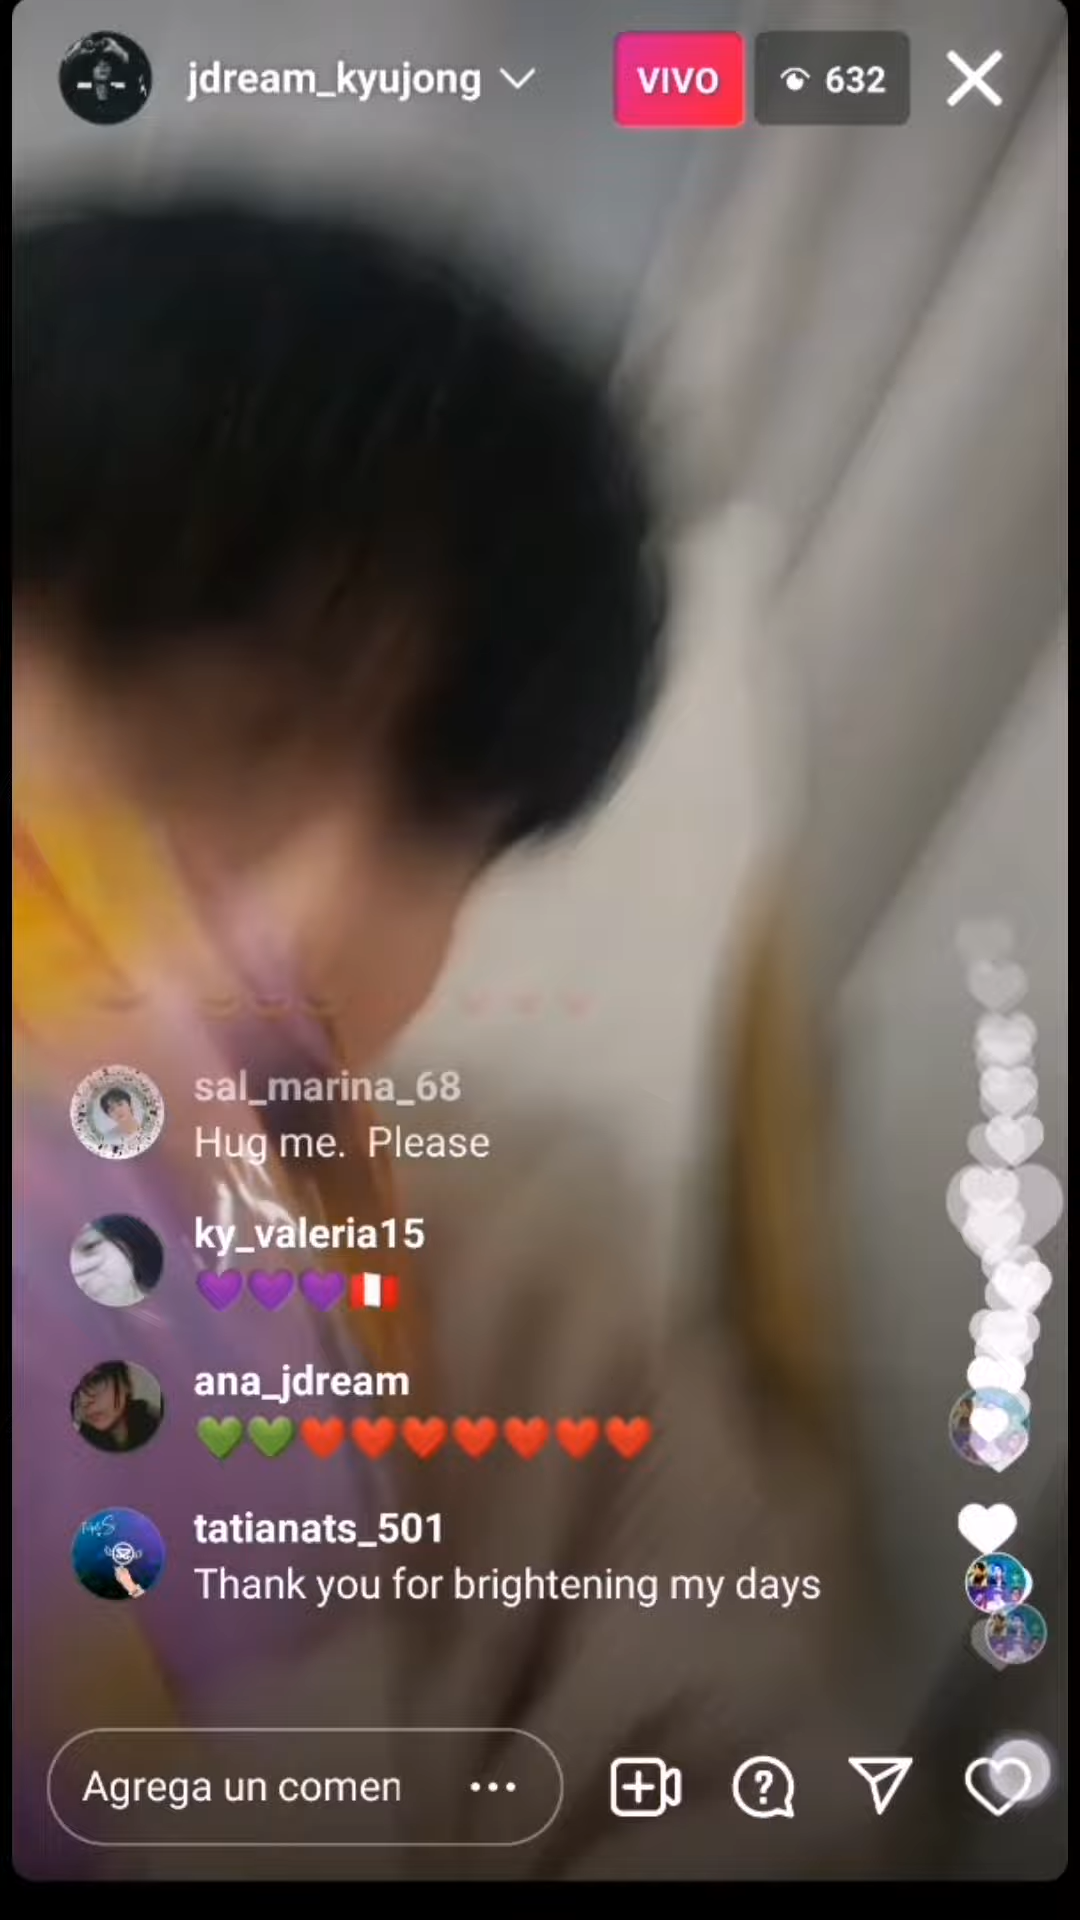 jdream_kyujong
VIVO
632
sal_marina_68
Hug me. Please
ky_valeria15
💜💜💜🇵🇪
ana_jdream
💚💚❤️❤️❤️❤️❤️❤️❤️
tatianats_501
Thank you for brightening my days
Agrega un comen